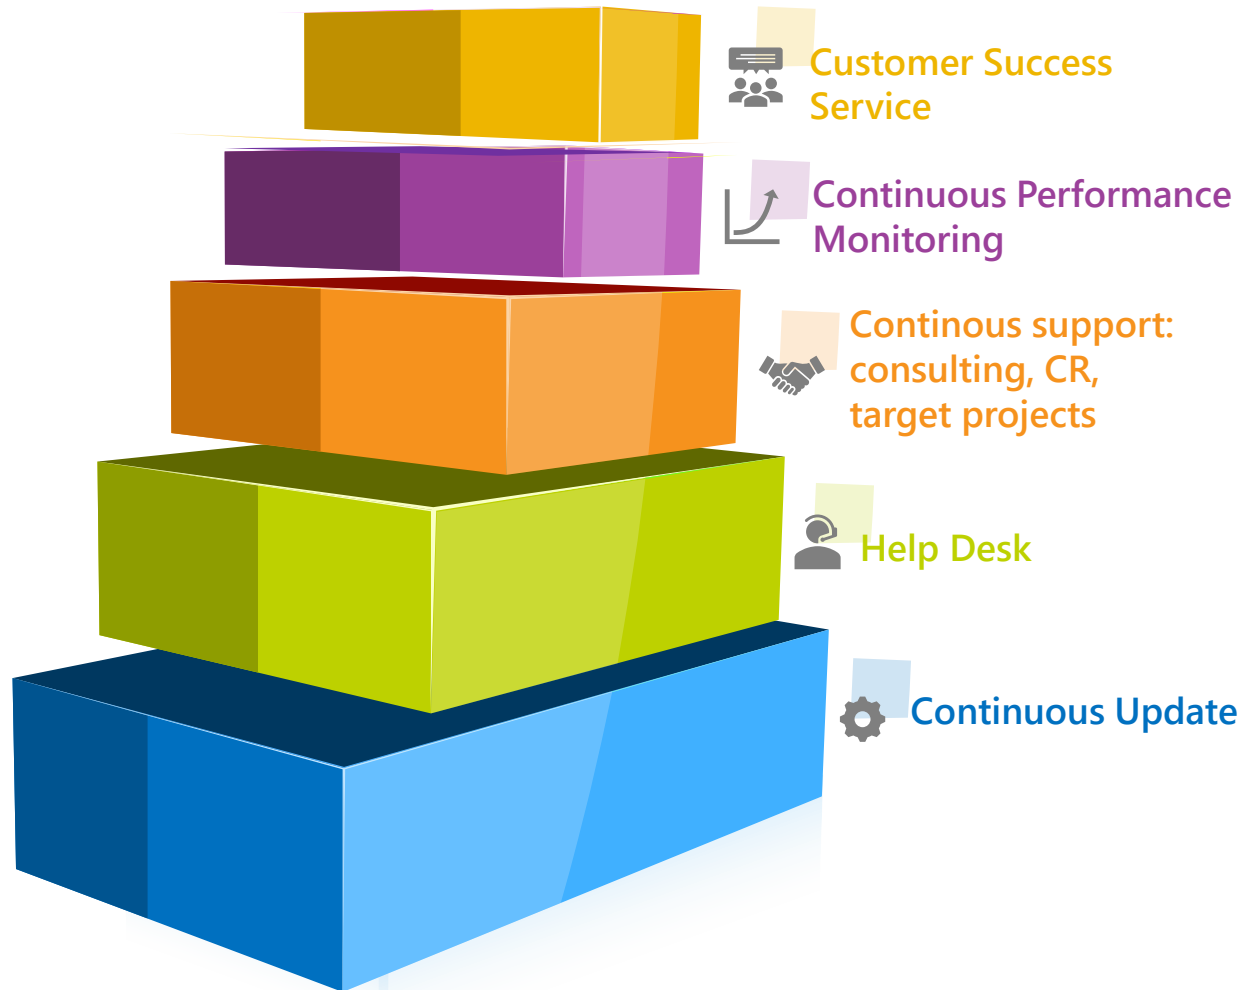 Customer Success
Service
Continuous Performance
Monitoring
Continous support:
consulting, CR,
target projects
Help Desk
Continuous Update